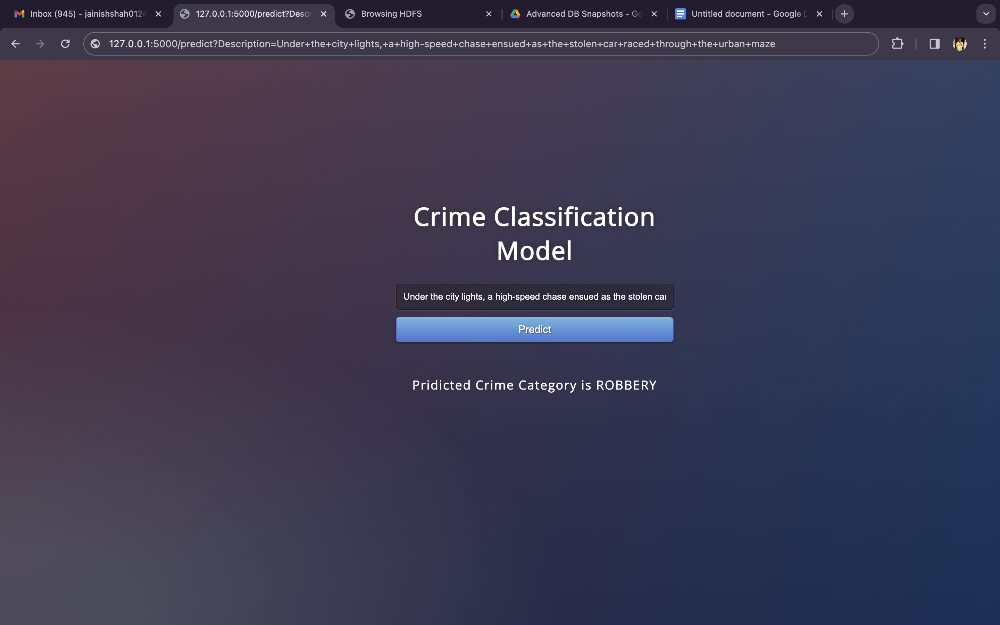 Inbox (945) - jainishshah0124
127.0.0.1:5000/predict?Descr
Browsing HDFS
Advanced DB Snapshots - Go
Untitled document - Google D
127.0.0.1:5000/predict?Description=Under+the+city+lights,+a+high-speed+chase+ensued+as+the+stolen+car+raced+through+the+urban+maze
Crime Classification
Model
Under the city lights, a high-speed chase ensued as the stolen car
Predict
Pridicted Crime Category is ROBBERY